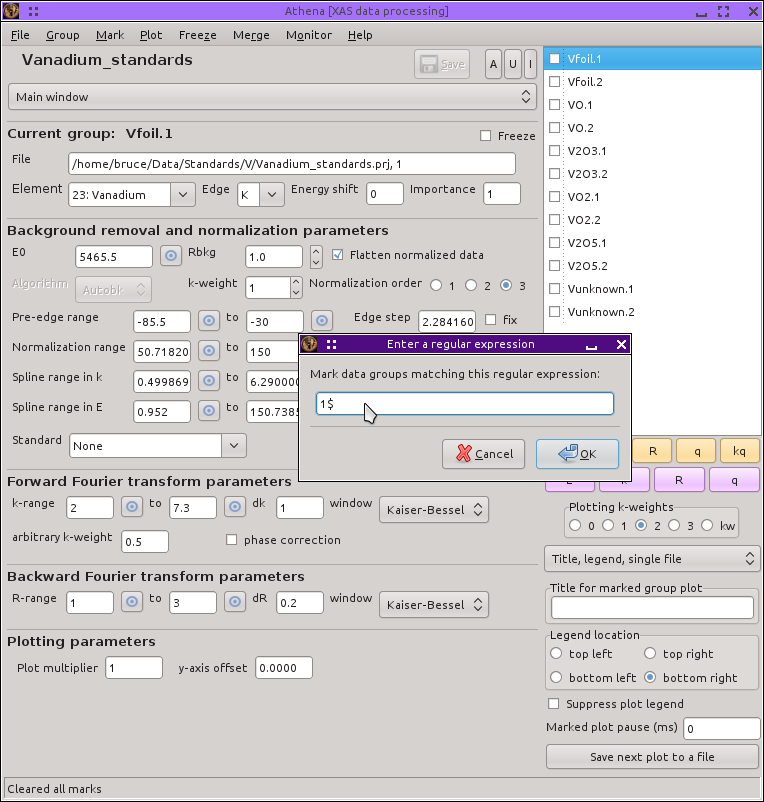 Athena [XAS data processing]
File Group Mark Plot Freeze Merge Monitor Help
Vanadium_standards
Save
A U I
Main window
Current group: Vfoil.1
Freeze
File /home/bruce/Data/Standards/V/Vanadium_standards.prj, 1
Element 23: Vanadium Edge K Energy shift 0 Importance 1
Background removal and normalization parameters
E0 5465.5 Rbkg 1.0 Flatten normalized data
Algorithm Autobk k-weight 1 Normalization order 1 2 3
Pre-edge range -85.5 to -30 Edge step 2.284160 fix
Normalization range 50.71820 to 150
Spline range in k 0.499869 to 6.290000
Spline range in E 0.952 to 150.7385
Standard None
Forward Fourier transform parameters
k-range 2 to 7.3 dk 1 window Kaiser-Bessel
arbitrary k-weight 0.5 phase correction
Backward Fourier transform parameters
R-range 1 to 3 dR 0.2 window Kaiser-Bessel
Plotting parameters
Plot multiplier 1 y-axis offset 0.0000
Vfoil.1
Vfoil.2
VO.1
VO.2
V2O3.1
V2O3.2
VO2.1
VO2.2
V2O5.1
V2O5.2
Vunknown.1
Vunknown.2
Enter a regular expression
Mark data groups matching this regular expression:
1$
Cancel OK
R q kq
R q
Plotting k-weights
0 1 2 3 kw
Title, legend, single file
Title for marked group plot
Legend location
top left top right
bottom left bottom right
Suppress plot legend
Marked plot pause (ms) 0
Save next plot to a file
Cleared all marks